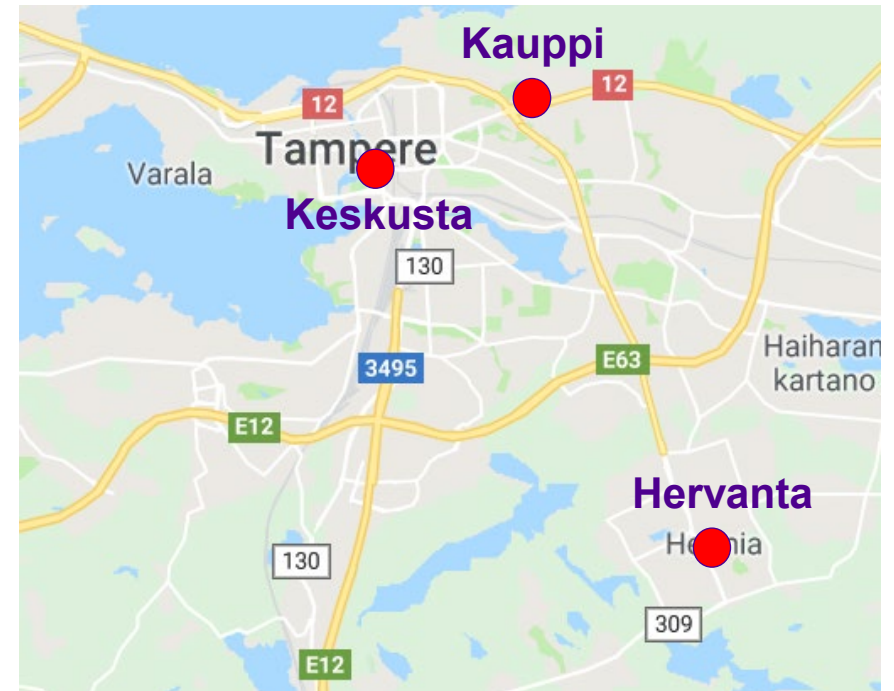 Kauppi
12
12
Tampere
Varala
Keskusta
130
Haiharan
kartano
E63
3495
E12
Hervanta
130
309
E12